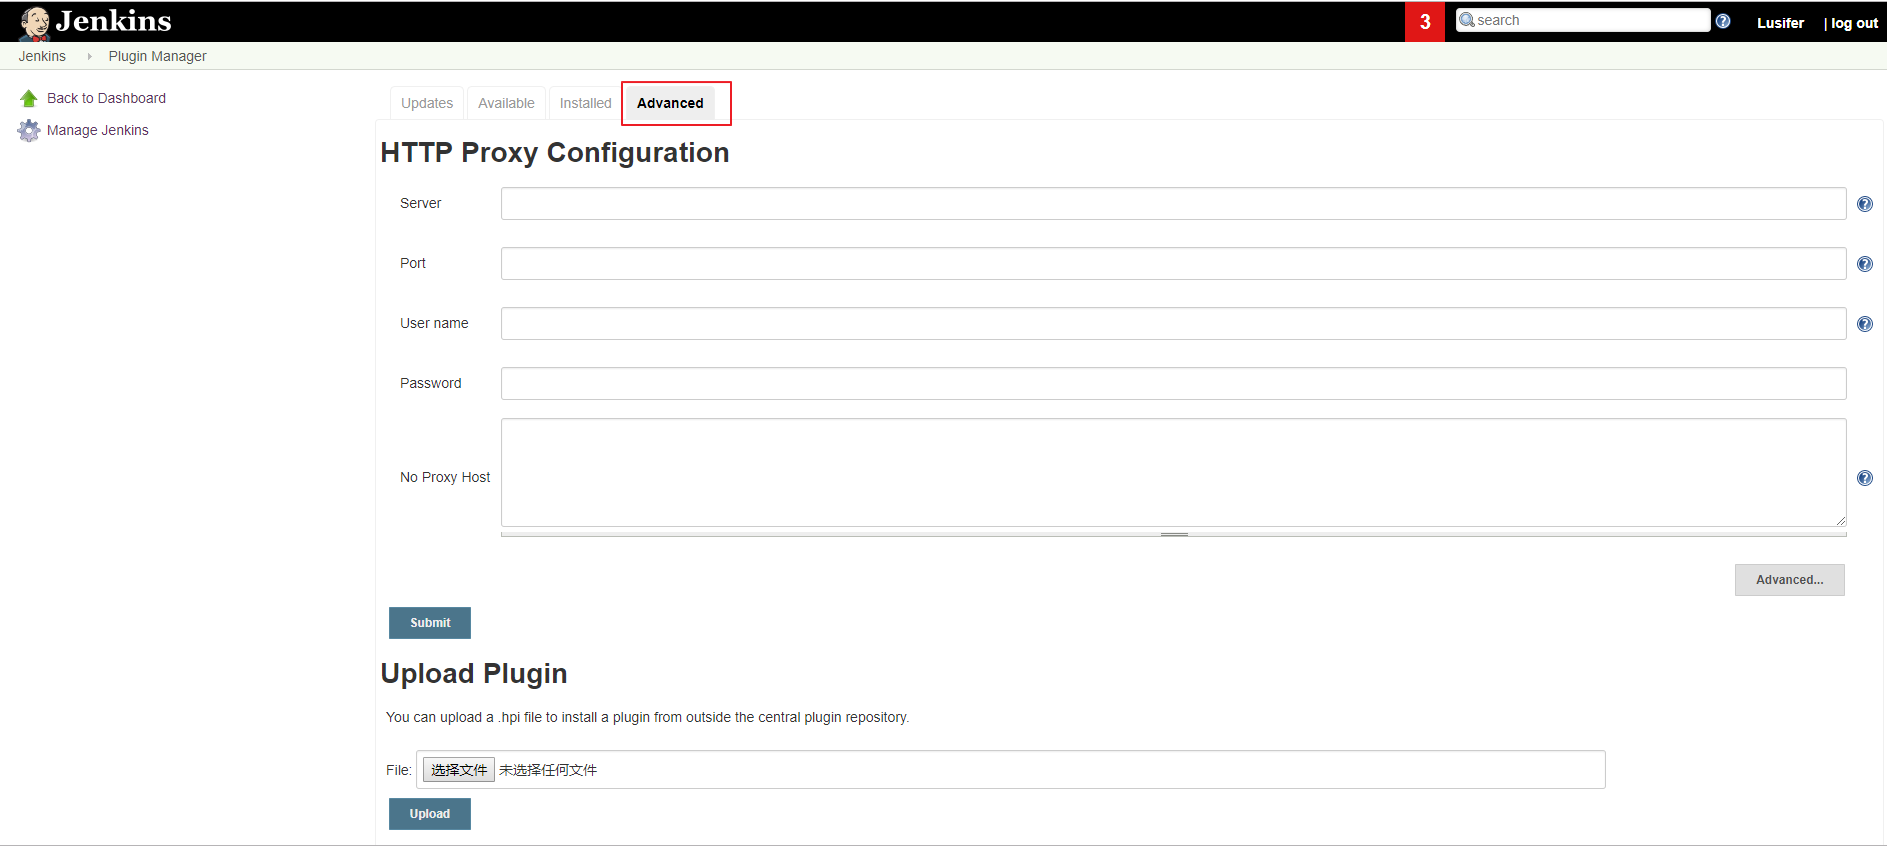 Jenkins
3
search
Lusifer
| log out
Jenkins
Plugin Manager
Back to Dashboard
Manage Jenkins
Updates
Available
Installed
Advanced
HTTP Proxy Configuration
Server
Port
User name
Password
No Proxy Host
Advanced...
Submit
Upload Plugin
You can upload a .hpi file to install a plugin from outside the central plugin repository.
File: 选择文件 未选择任何文件
Upload